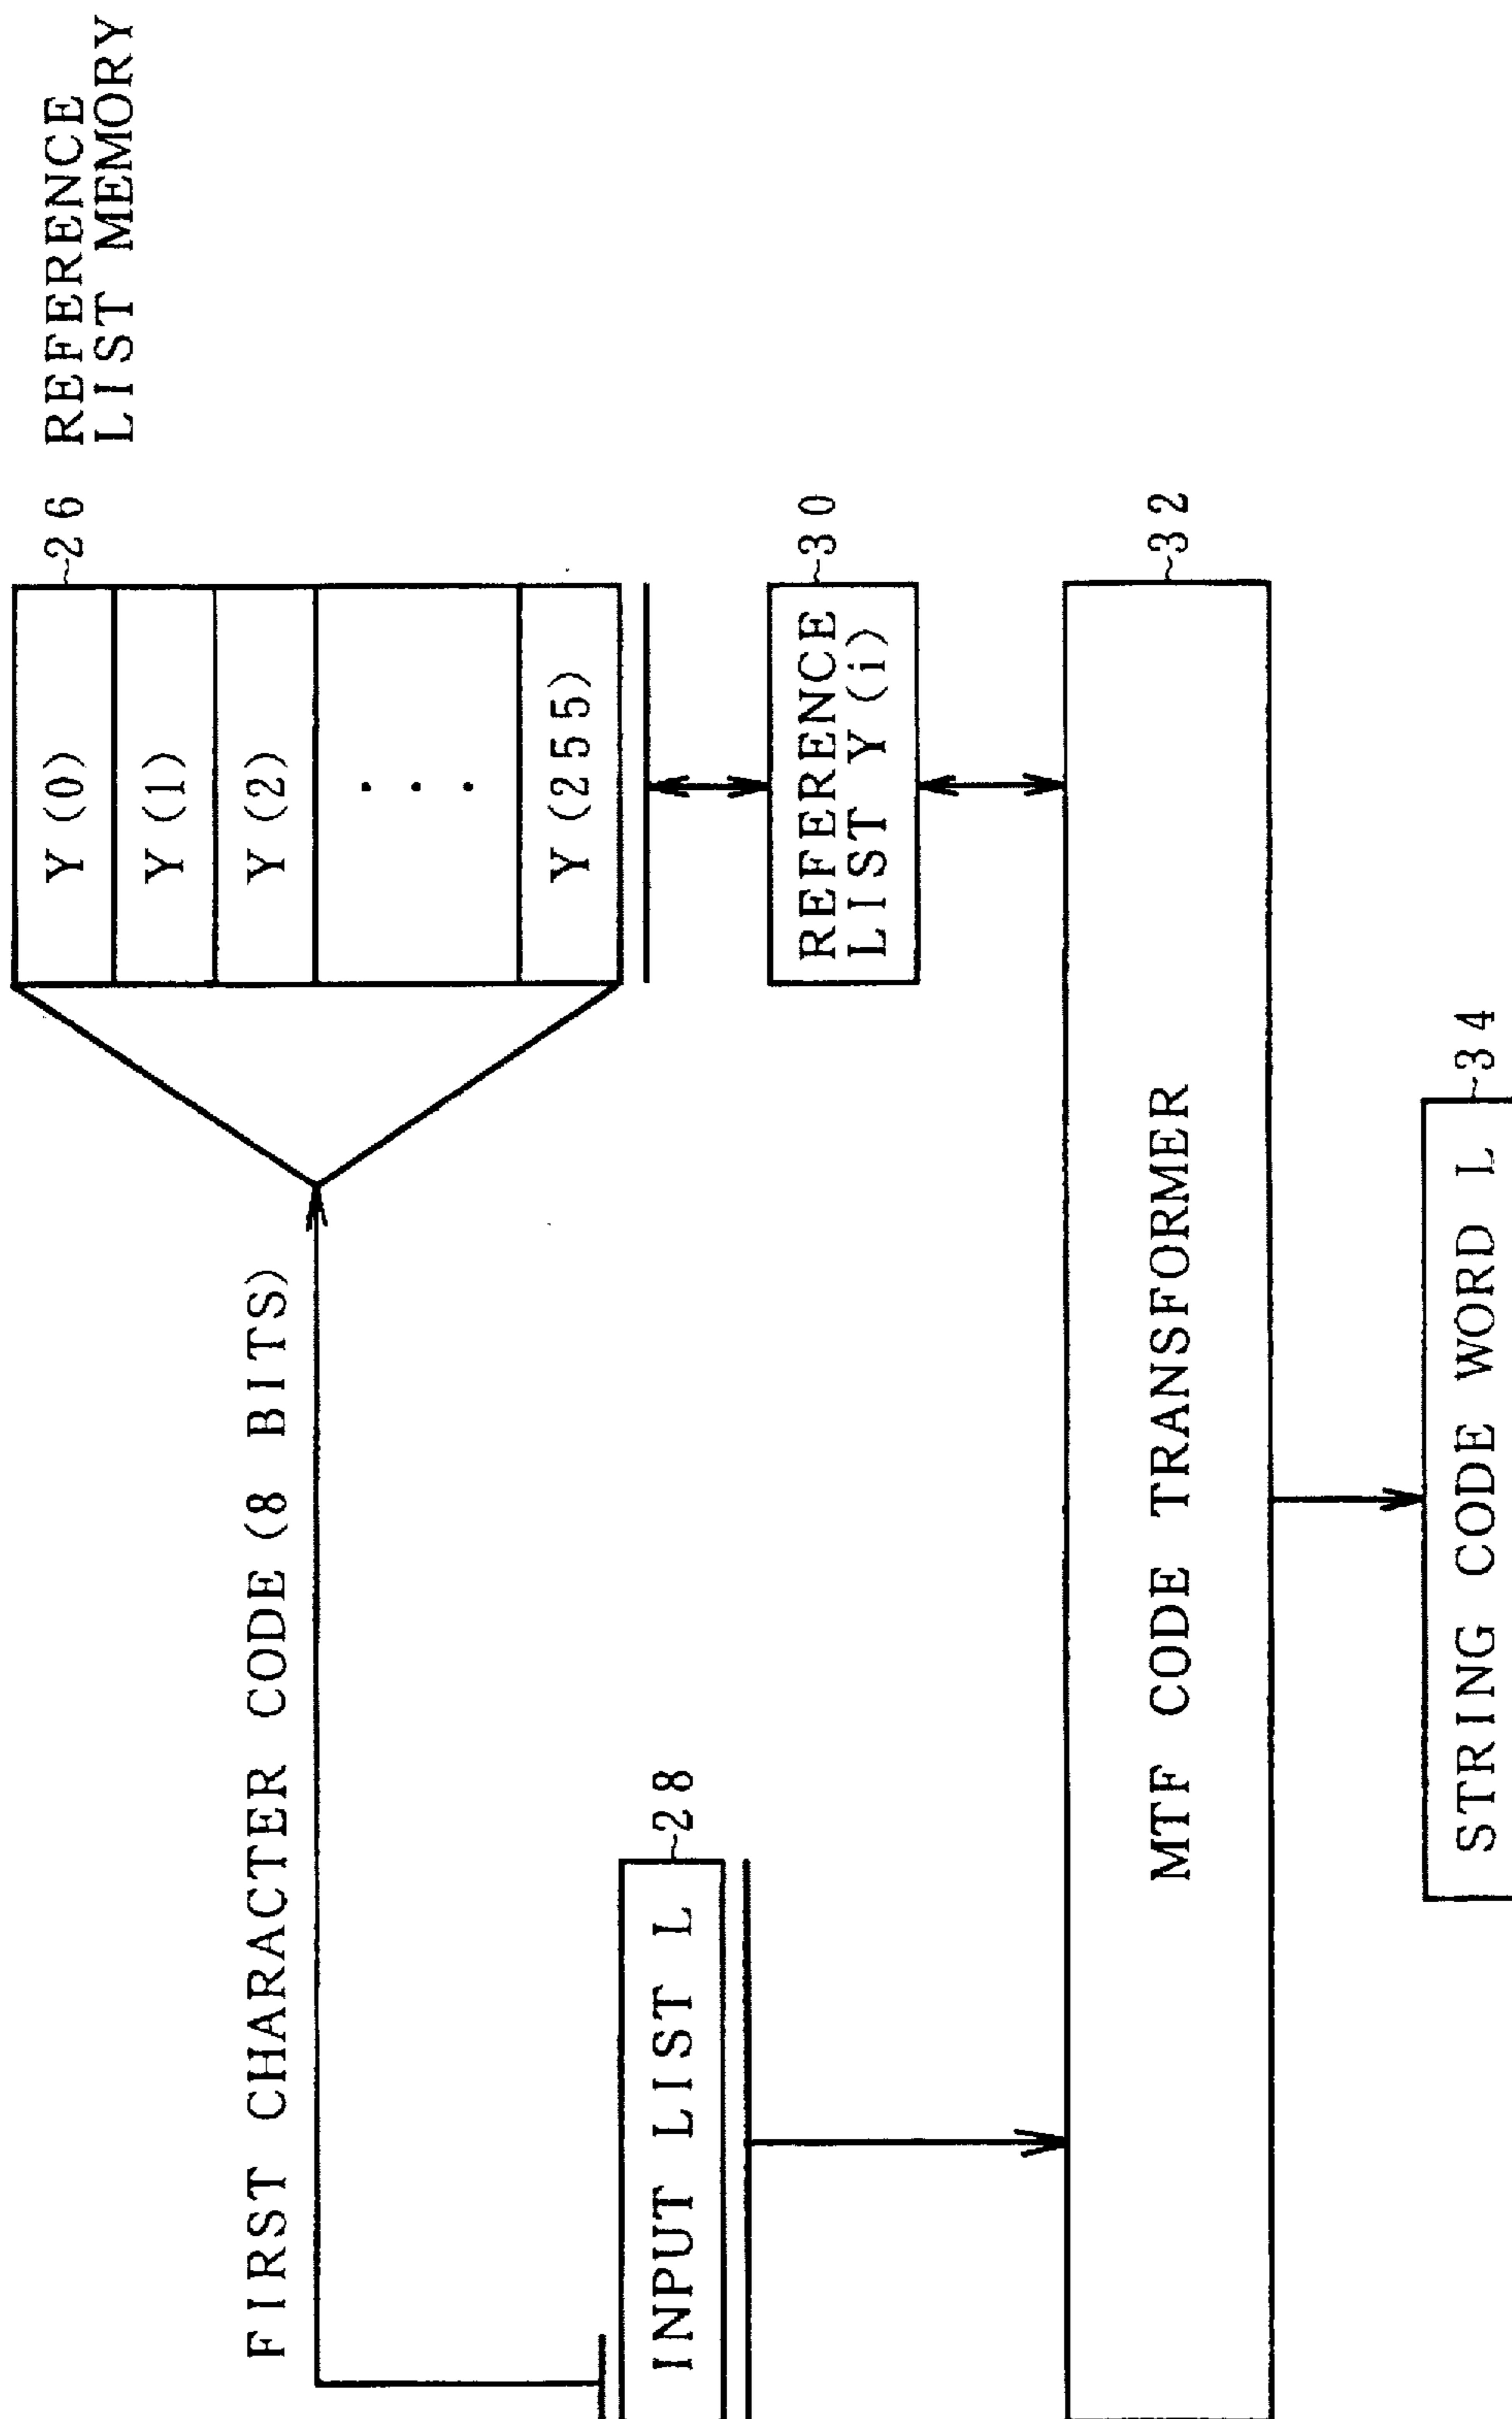 26 REFERENCE
LIST MEMORY
Y(0)
Y(1)
Y(2)
. . .
Y(255)
FIRST CHARACTER CODE(8 BITS)
30
REFERENCE
LIST Y(i)
INPUT LIST L
28
32
MTF CODE TRANSFORMER
STRING CODE WORD L
34